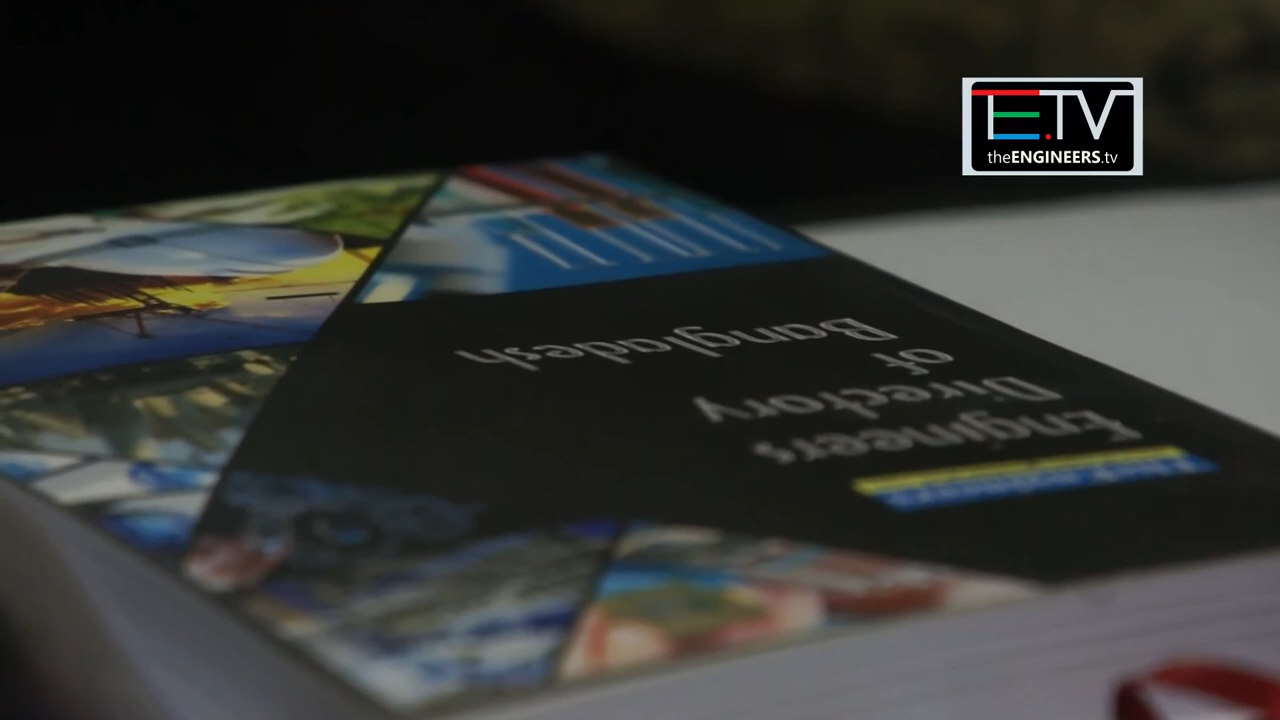 E.TV
theENGINEERS.tv
Engineers
Directory
of
Bangladesh